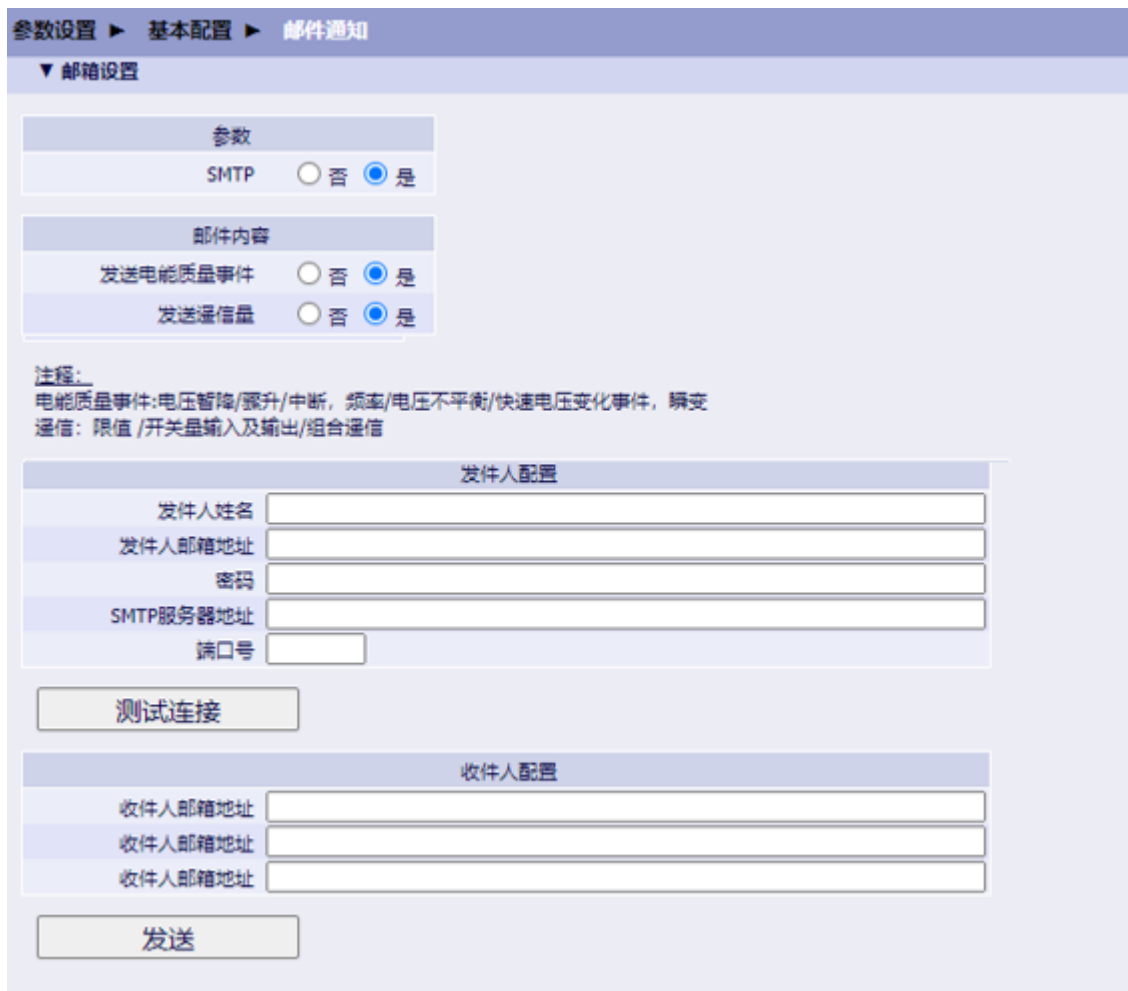 参数设置 ► 基本配置 ► 邮件通知
▼ 邮箱设置
参数
SMTP 否 是
邮件内容
发送电能质量事件 否 是
发送遥信量 否 是
注释：
电能质量事件:电压暂降/骤升/中断，频率/电压不平衡/快速电压变化事件，瞬变
遥信：限值 /开关量输入及输出/组合遥信
发件人配置
发件人姓名
发件人邮箱地址
密码
SMTP服务器地址
端口号
测试连接
收件人配置
收件人邮箱地址
收件人邮箱地址
收件人邮箱地址
发送